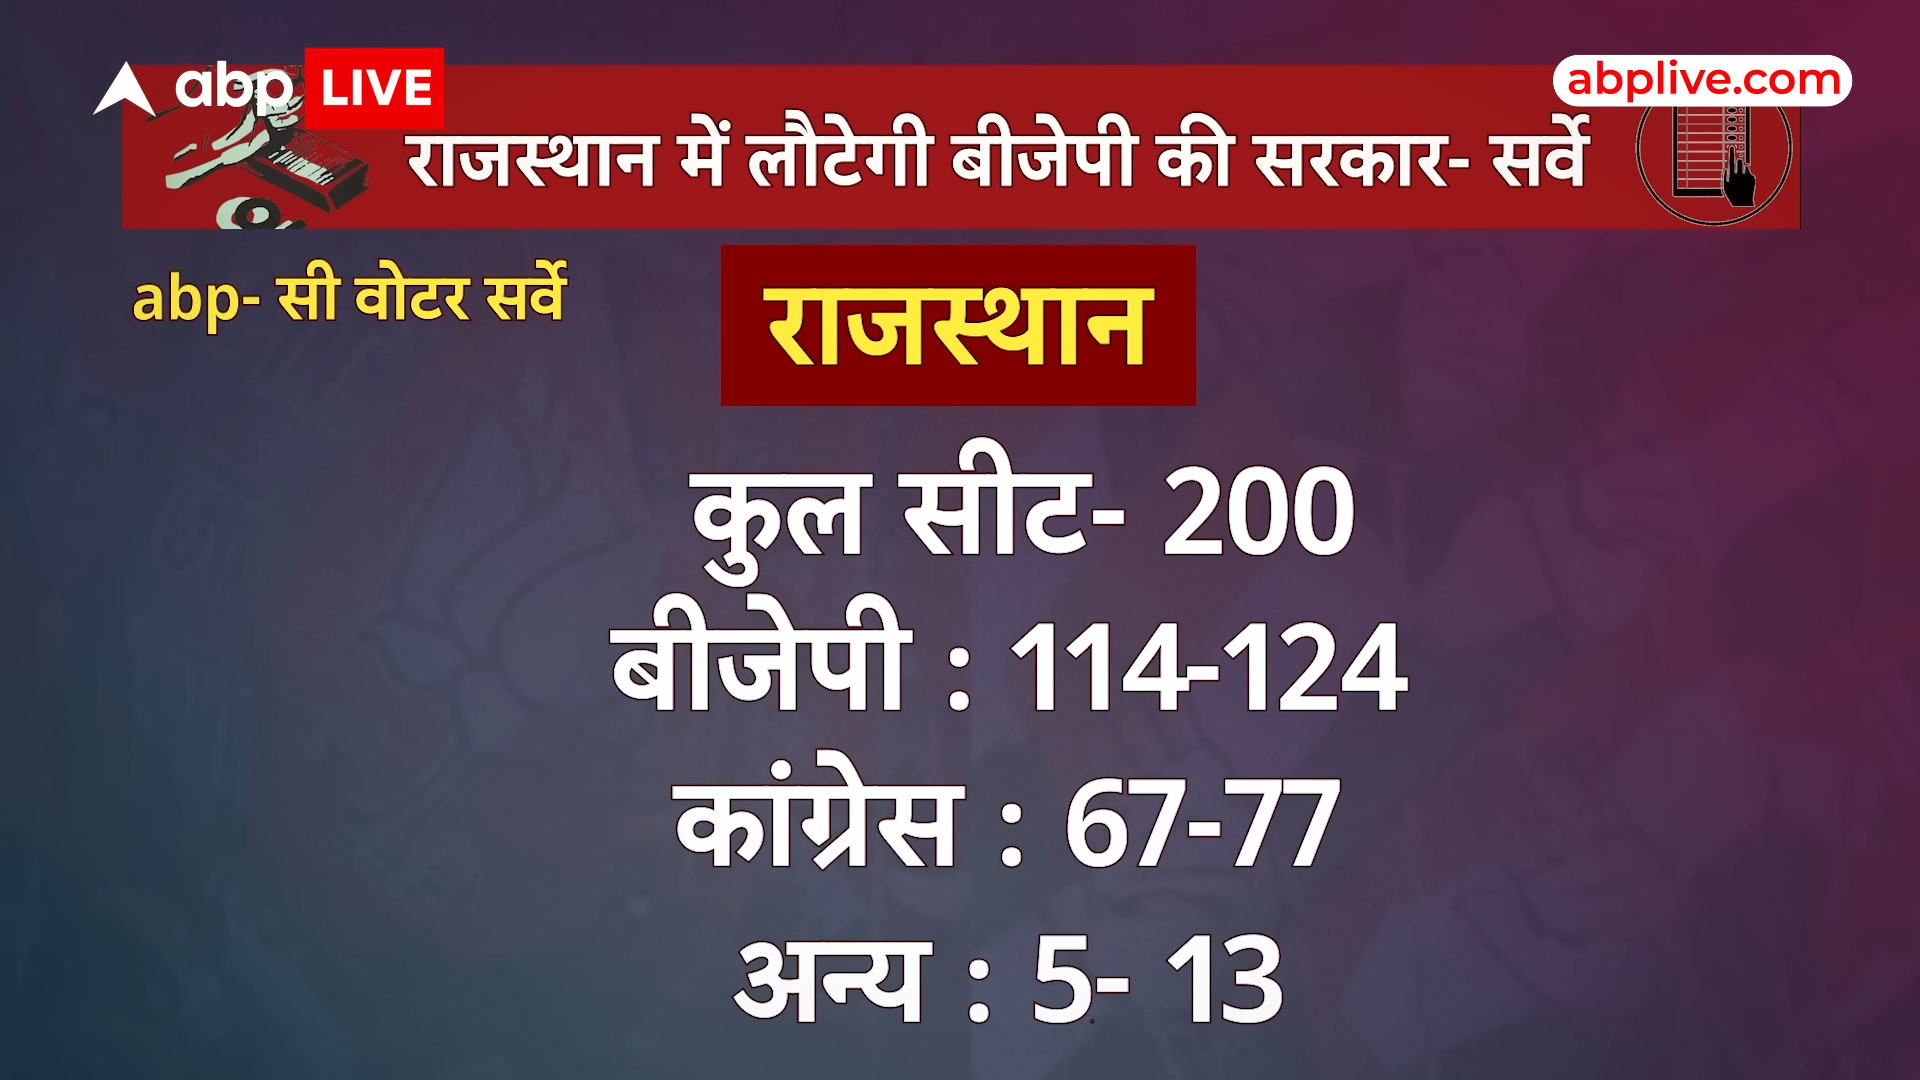 abp LIVE
abplive.com
राजस्थान में लौटेगी बीजेपी की सरकार- सर्वे
abp- सी वोटर सर्वे
राजस्थान
कुल सीट- 200
बीजेपी : 114-124
कांग्रेस : 67-77
अन्य : 5- 13